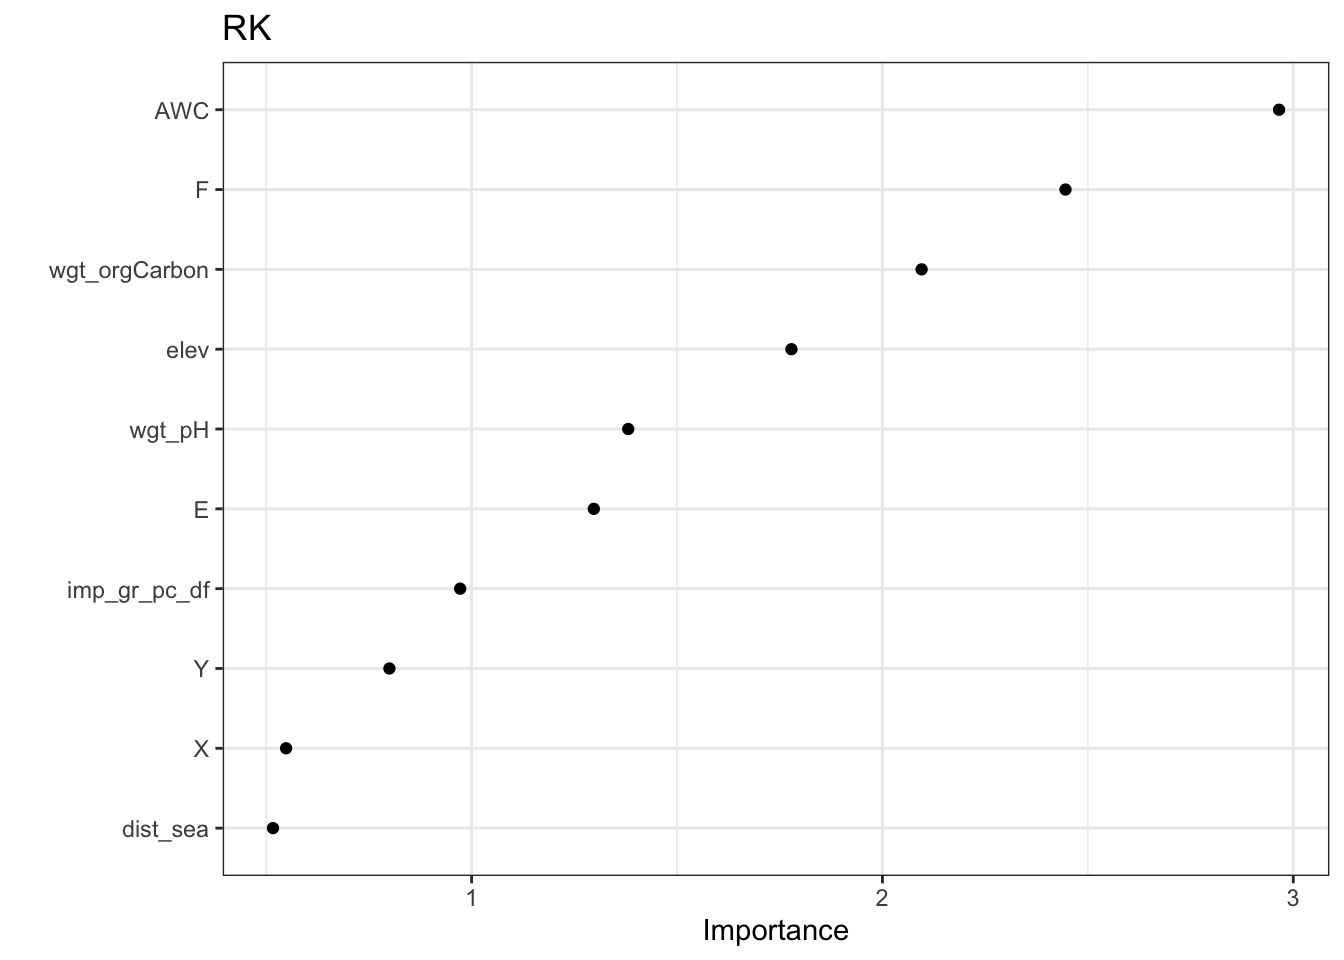 RK
AWC
F
wgt_orgCarbon
elev
wgt_pH
E
imp_gr_pc_df
Y
X
dist_sea
1 2 3
Importance